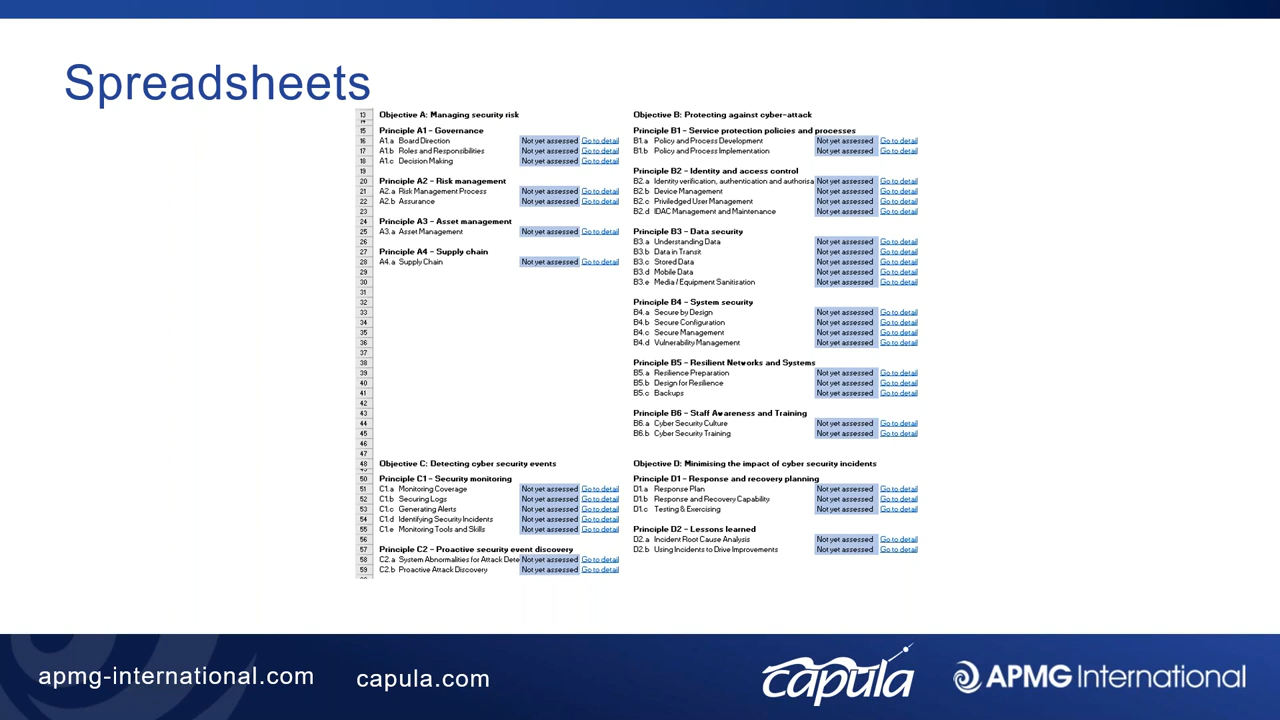 Spreadsheets
13 Objective A: Managing security risk Objective B: Protecting against cyber-attack
14
15 Principle A1 - Governance Principle B1 - Service protection policies and processes
16 A1.a Board Direction Not yet assessed Go to detail B1.a Policy and Process Development Not yet assessed Go to detail
17 A1.b Roles and Responsibilities Not yet assessed Go to detail B1.b Policy and Process Implementation Not yet assessed Go to detail
18 A1.c Decision Making Not yet assessed Go to detail
19 Principle B2 - Identity and access control
20 Principle A2 - Risk management B2.a Identity verification, authentication and authorisa Not yet assessed Go to detail
21 A2.a Risk Management Process Not yet assessed Go to detail B2.b Device Management Not yet assessed Go to detail
22 A2.b Assurance Not yet assessed Go to detail B2.c Priviledged User Management Not yet assessed Go to detail
23 B2.d IDAC Management and Maintenance Not yet assessed Go to detail
24 Principle A3 - Asset management
25 A3.a Asset Management Not yet assessed Go to detail Principle B3 - Data security
26 B3.a Understanding Data Not yet assessed Go to detail
27 Principle A4 - Supply chain B3.b Data in Transit Not yet assessed Go to detail
28 A4.a Supply Chain Not yet assessed Go to detail B3.c Stored Data Not yet assessed Go to detail
29 B3.d Mobile Data Not yet assessed Go to detail
30 B3.e Media / Equipment Sanitisation Not yet assessed Go to detail
31
32 Principle B4 - System security
33 B4.a Secure by Design Not yet assessed Go to detail
34 B4.b Secure Configuration Not yet assessed Go to detail
35 B4.c Secure Management Not yet assessed Go to detail
36 B4.d Vulnerability Management Not yet assessed Go to detail
37
38 Principle B5 - Resilient Networks and Systems
39 B5.a Resilience Preparation Not yet assessed Go to detail
40 B5.b Design for Resilience Not yet assessed Go to detail
41 B5.c Backups Not yet assessed Go to detail
42
43 Principle B6 - Staff Awareness and Training
44 B6.a Cyber Security Culture Not yet assessed Go to detail
45 B6.b Cyber Security Training Not yet assessed Go to detail
46
47
48 Objective C: Detecting cyber security events Objective D: Minimising the impact of cyber security incidents
49
50 Principle C1 - Security monitoring Principle D1 - Response and recovery planning
51 C1.a Monitoring Coverage Not yet assessed Go to detail D1.a Response Plan Not yet assessed Go to detail
52 C1.b Securing Logs Not yet assessed Go to detail D1.b Response and Recovery Capability Not yet assessed Go to detail
53 C1.c Generating Alerts Not yet assessed Go to detail D1.c Testing & Exercising Not yet assessed Go to detail
54 C1.d Identifying Security Incidents Not yet assessed Go to detail
55 C1.e Monitoring Tools and Skills Not yet assessed Go to detail Principle D2 - Lessons learned
56 D2.a Incident Root Cause Analysis Not yet assessed Go to detail
57 Principle C2 - Proactive security event discovery D2.b Using Incidents to Drive Improvements Not yet assessed Go to detail
58 C2.a System Abnormalities for Attack Dete Not yet assessed Go to detail
59 C2.b Proactive Attack Discovery Not yet assessed Go to detail
apmg-international.com capula.com capula APMG International